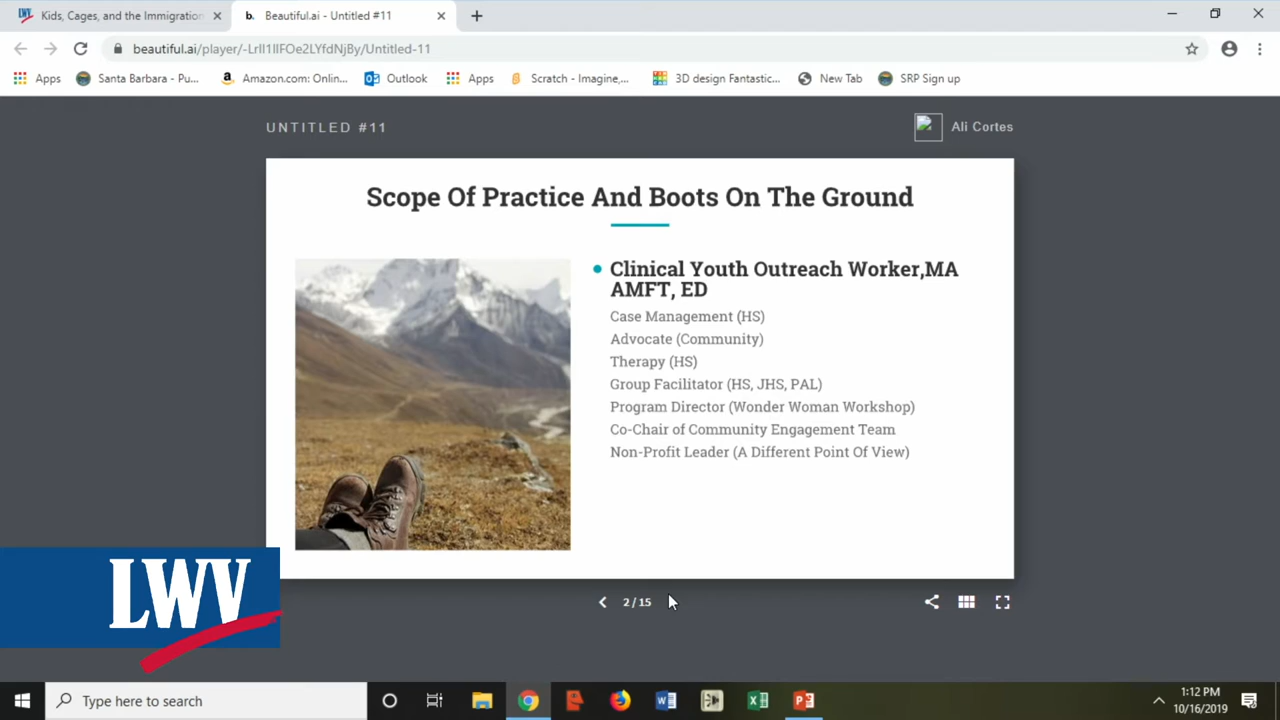 Kids, Cages, and the Immigration
b. Beautiful.ai - Untitled #11
beautiful.ai/player/-LrlI1IIFOe2LYfdNjBy/Untitled-11
Apps Santa Barbara - Pu... Amazon.com: Onlin... Outlook Apps Scratch - Imagine,... 3D design Fantastic... New Tab SRP Sign up
UNTITLED #11
Ali Cortes
Scope Of Practice And Boots On The Ground
Clinical Youth Outreach Worker,MA
AMFT, ED
Case Management (HS)
Advocate (Community)
Therapy (HS)
Group Facilitator (HS, JHS, PAL)
Program Director (Wonder Woman Workshop)
Co-Chair of Community Engagement Team
Non-Profit Leader (A Different Point Of View)
LWV
2 / 15
Type here to search
1:12 PM
10/16/2019